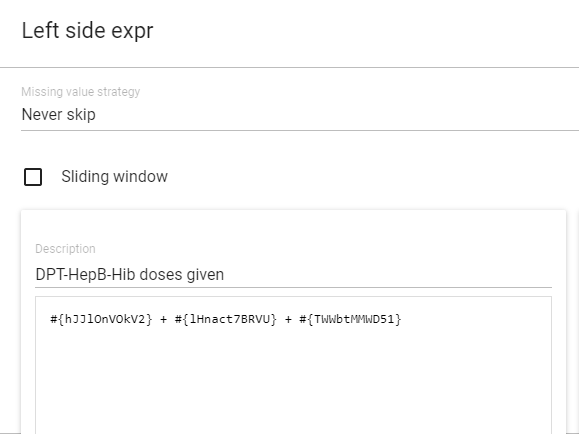 Left side expr
Missing value strategy
Never skip
Sliding window
Description
DPT-HepB-Hib doses given
#{hJJlOnVOkV2} + #{lHnact7BRVU} + #{TWWbtMMWD51}